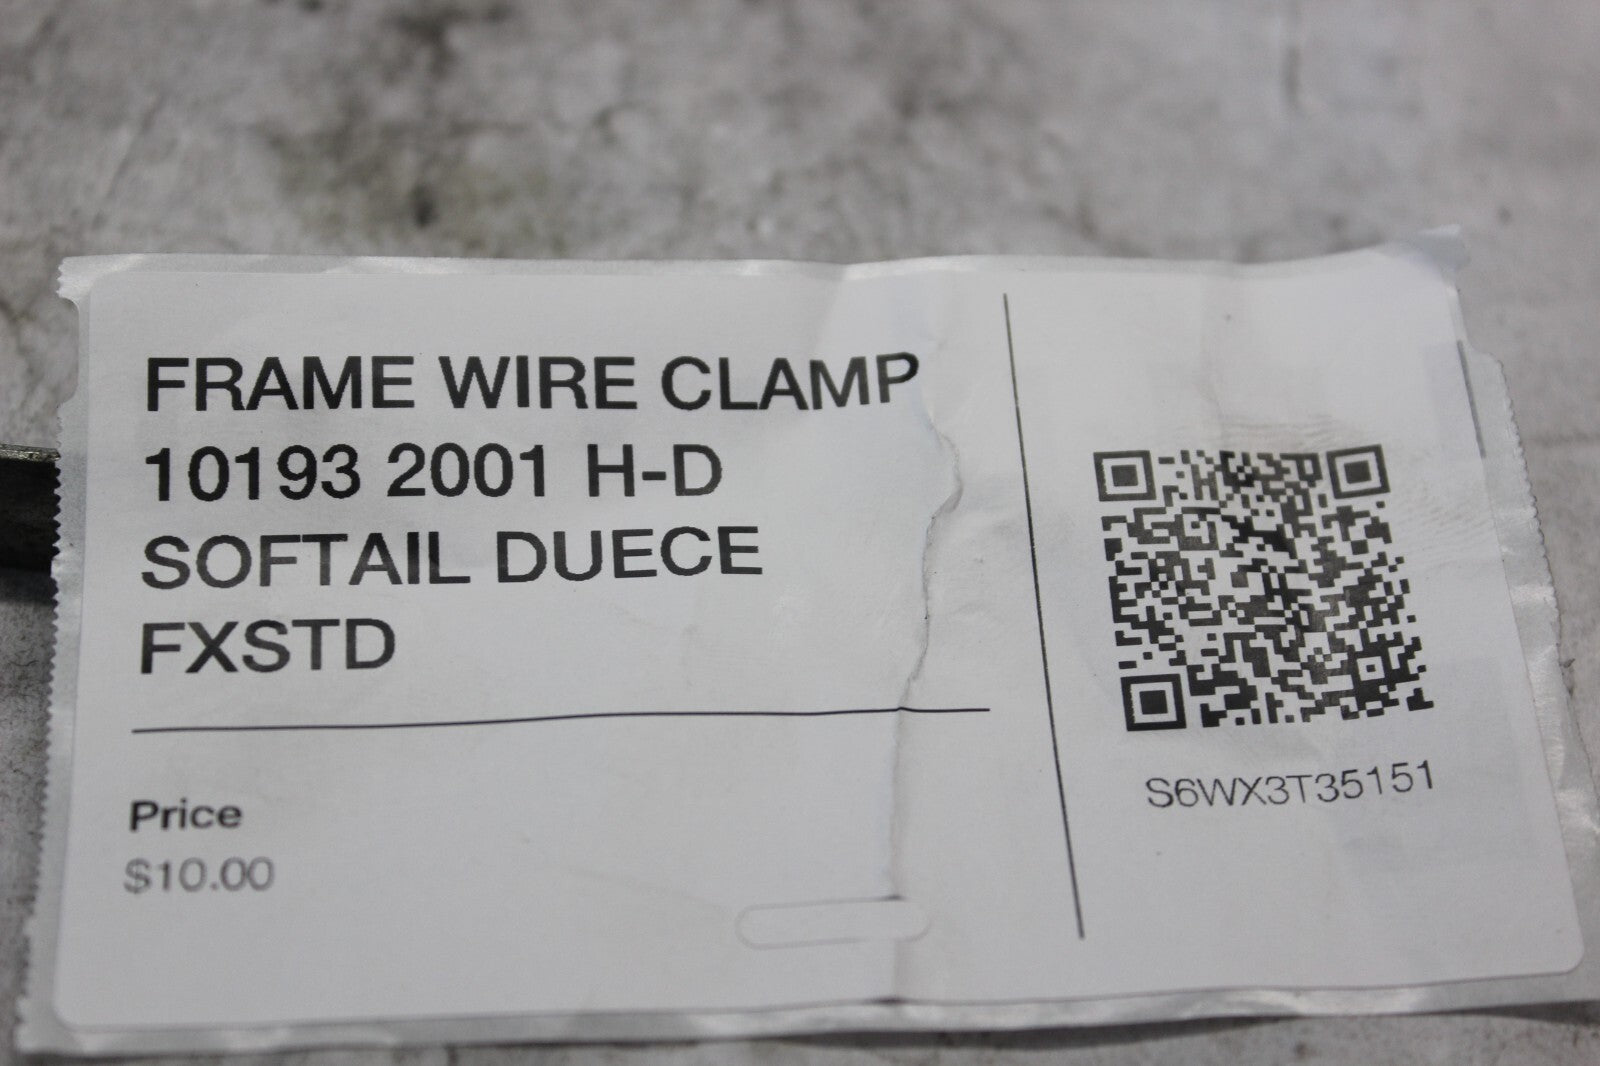 FRAME WIRE CLAMP
10193 2001 H-D
SOFTAIL DUECE
FXSTD
Price
$10.00
S6WX3T35151